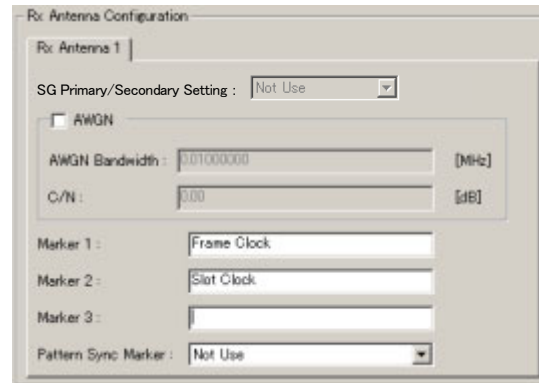 Rx Antenna Configuration
Rx Antenna 1
SG Primary/Secondary Setting : Not Use
AWGN
AWGN Bandwidth : 0.01000000 [MHz]
C/N : 0.00 [dB]
Marker 1 : Frame Clock
Marker 2 : Slot Clock
Marker 3 :
Pattern Sync Marker : Not Use